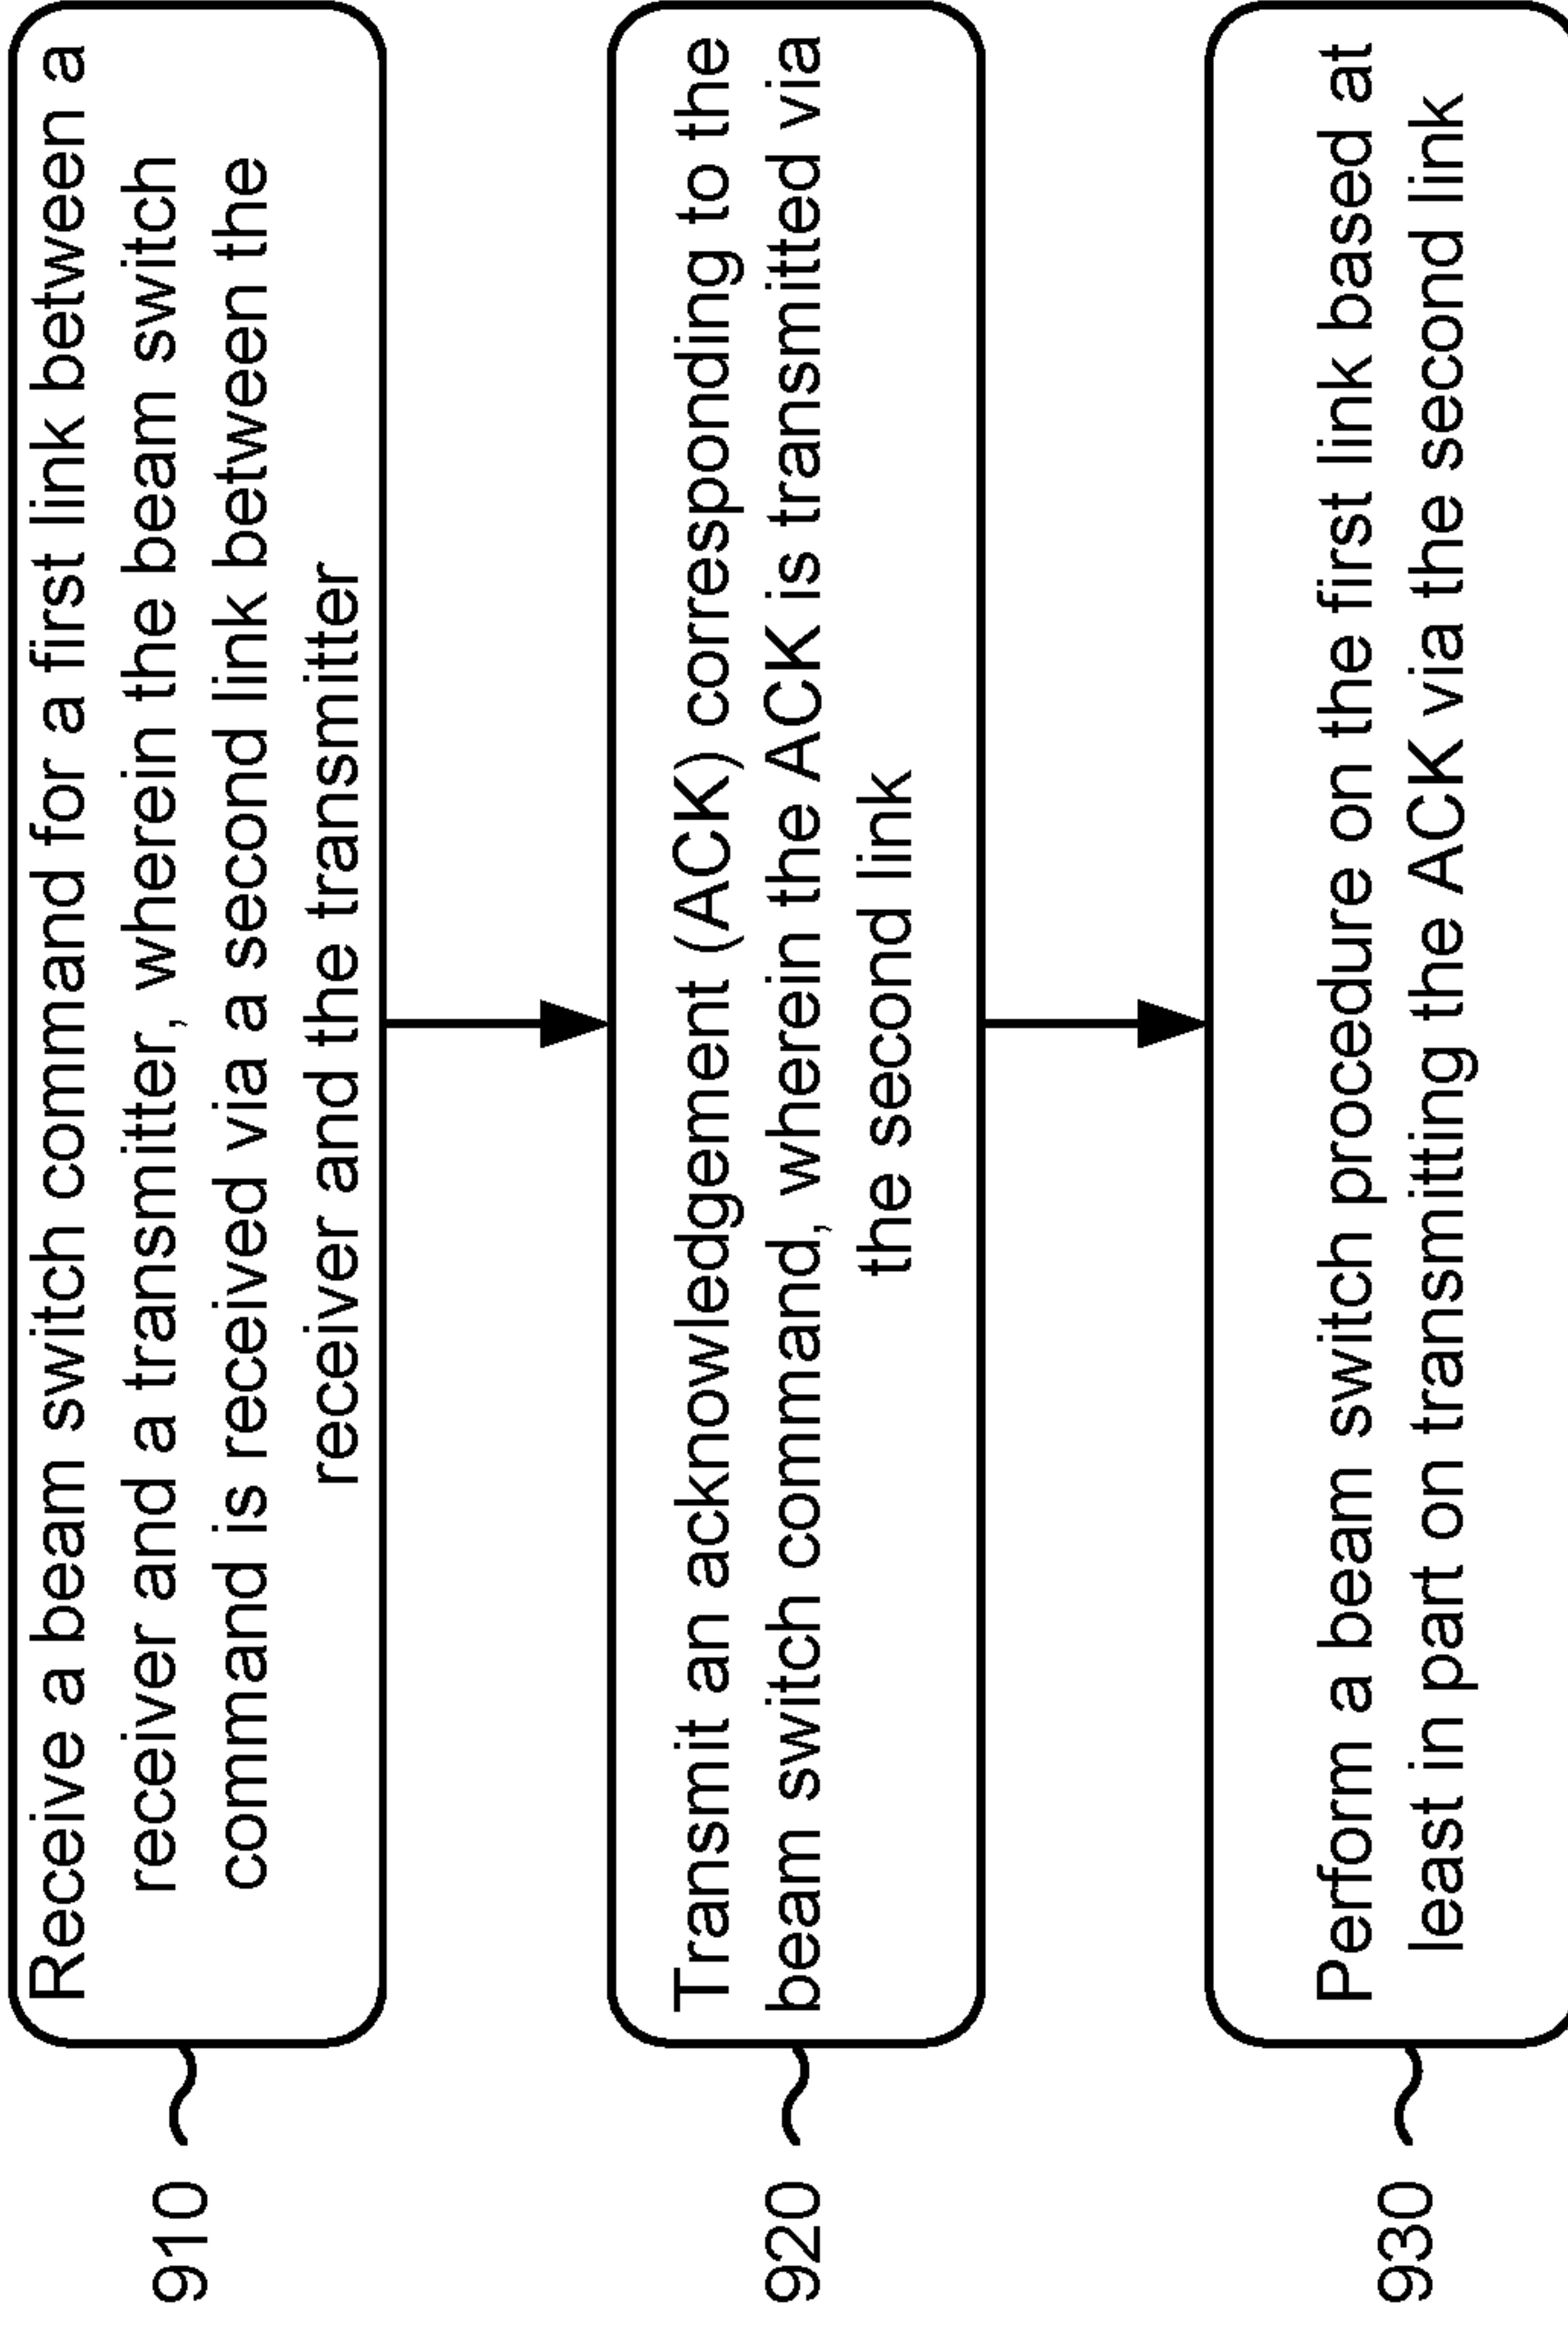 910
Receive a beam switch command for a first link between a
receiver and a transmitter, wherein the beam switch
command is received via a second link between the
receiver and the transmitter
920
Transmit an acknowledgement (ACK) corresponding to the
beam switch command, wherein the ACK is transmitted via
the second link
930
Perform a beam switch procedure on the first link based at
least in part on transmitting the ACK via the second link